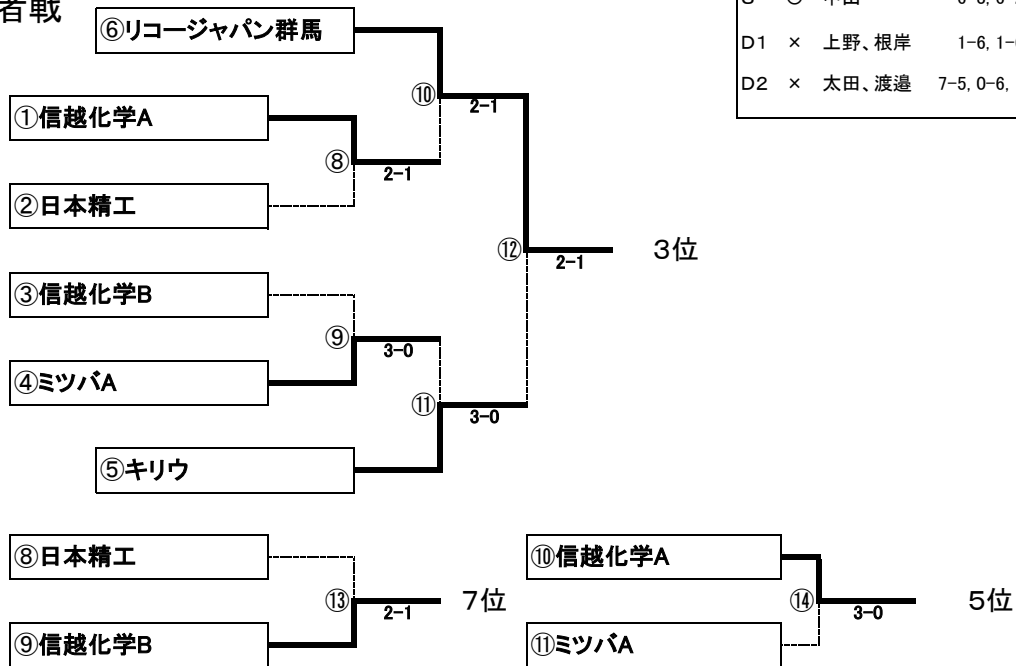 者戦
⑥リコージャパン群馬
D1 × 上野、根岸 1-6, 1-
D2 × 太田、渡邉 7-5, 0-6,
⑩
2-1
①信越化学A
⑧
2-1
②日本精工
⑫
2-1
3位
③信越化学B
⑨
3-0
④ミツバA
⑪
3-0
⑤キリウ
⑧日本精工
⑬
2-1
7位
⑨信越化学B
⑩信越化学A
⑭
3-0
5位
⑪ミツバA